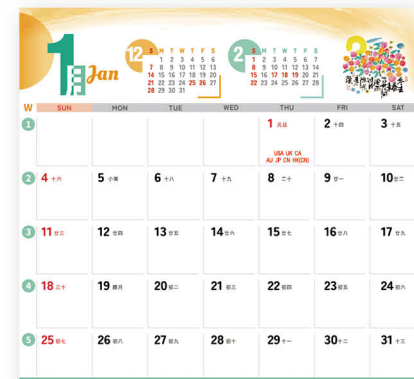 1月 Jan
12
S M T W T F S
1 2 3 4 5 6
7 8 9 10 11 12 13
14 15 16 17 18 19 20
21 22 23 24 25 26 27
28 29 30 31
2
S M T W T F S
1 2 3 4 5 6 7
8 9 10 11 12 13 14
15 16 17 18 19 20 21
22 23 24 25 26 27 28
W SUN MON TUE WED THU FRI SAT
1 1 元旦 2 十四 3 十五
USA UK CA
AU JP CN HK(CN)
2 4 十六 5 小寒 6 十八 7 十九 8 二十 9 廿一 10 廿二
3 11 廿三 12 廿四 13 廿五 14 廿六 15 廿七 16 廿八 17 廿九
4 18 三十 19 臘月 20 初二 21 初三 22 初四 23 初五 24 初六
5 25 初七 26 初八 27 初九 28 初十 29 十一 30 十二 31 十三